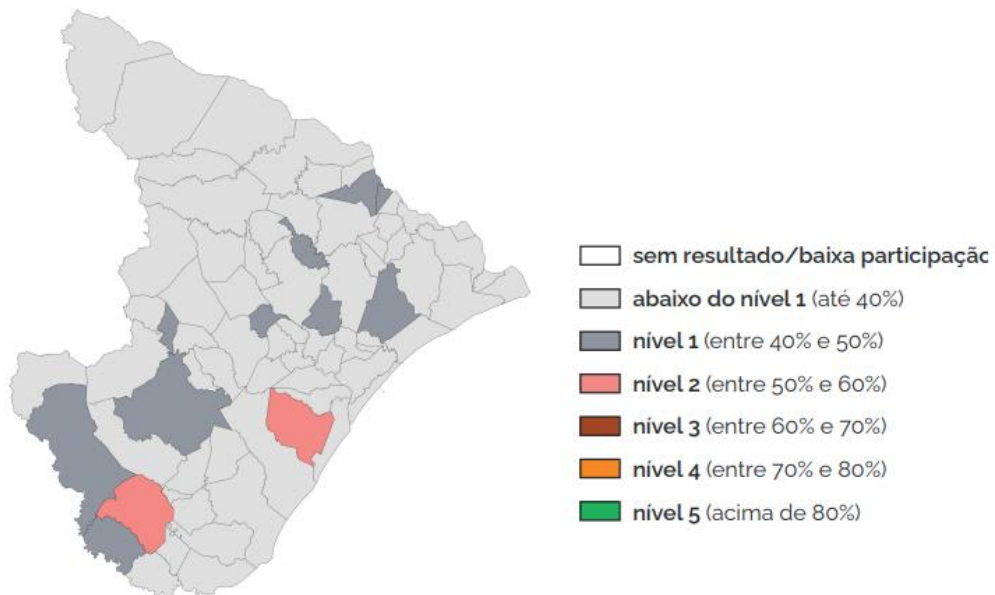 sem resultado/baixa participação
abaixo do nível 1 (até 40%)
nível 1 (entre 40% e 50%)
nível 2 (entre 50% e 60%)
nível 3 (entre 60% e 70%)
nível 4 (entre 70% e 80%)
nível 5 (acima de 80%)